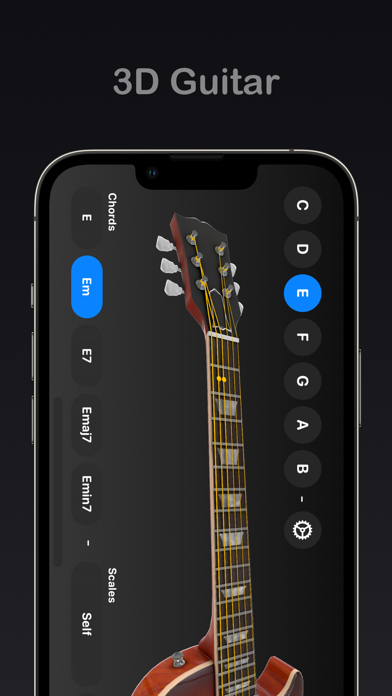 3D Guitar
C
D
E
F
G
A
B
-
Chords
E
Em
E7
Emaj7
Emin7
-
Scales
Self